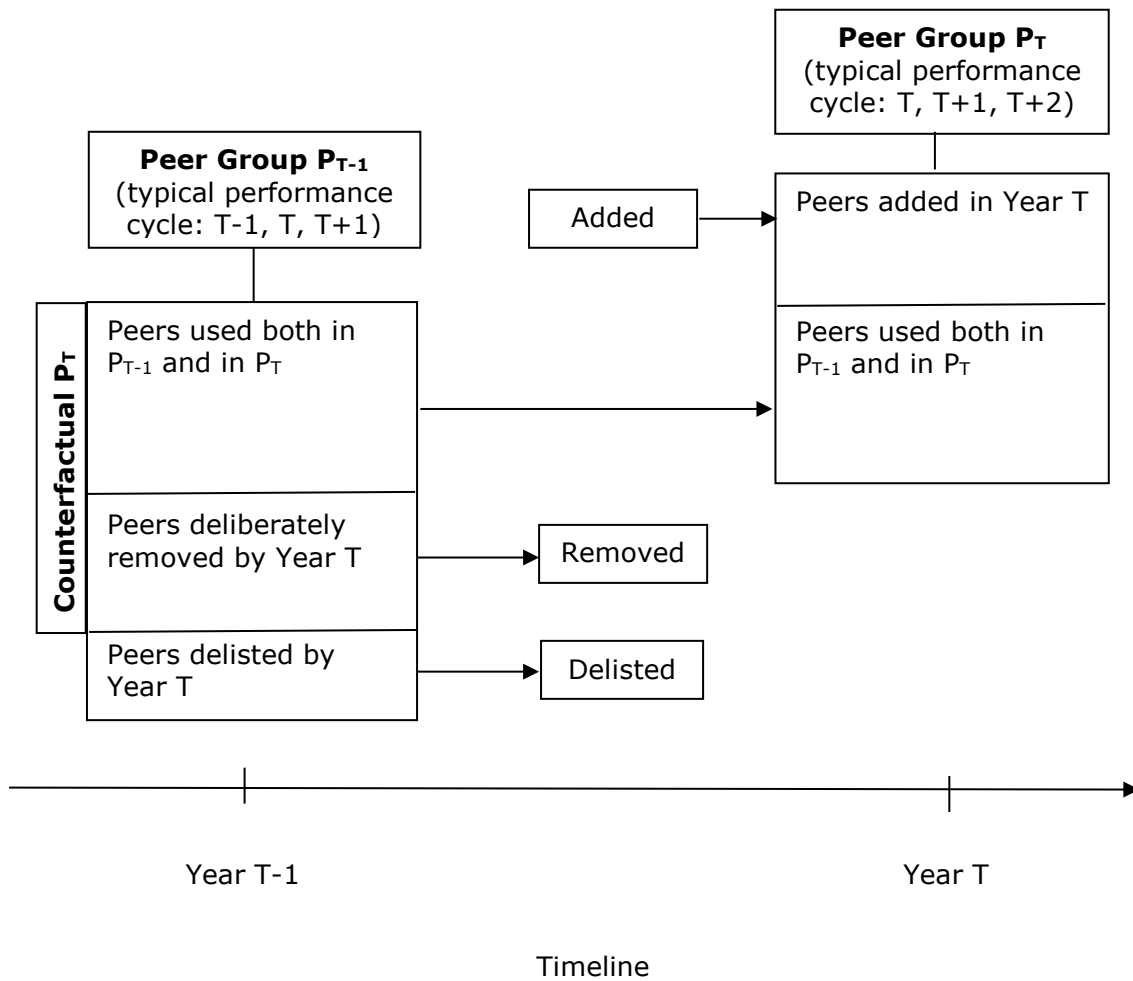 Peer Group P_T
(typical performance
cycle: T, T+1, T+2)
Peer Group P_T-1
(typical performance
cycle: T-1, T, T+1)
Added
Peers added in Year T
Counterfactual P_T
Peers used both in
P_T-1 and in P_T
Peers used both in
P_T-1 and in P_T
Peers deliberately
removed by Year T
Removed
Peers delisted by
Year T
Delisted
Year T-1
Year T
Timeline